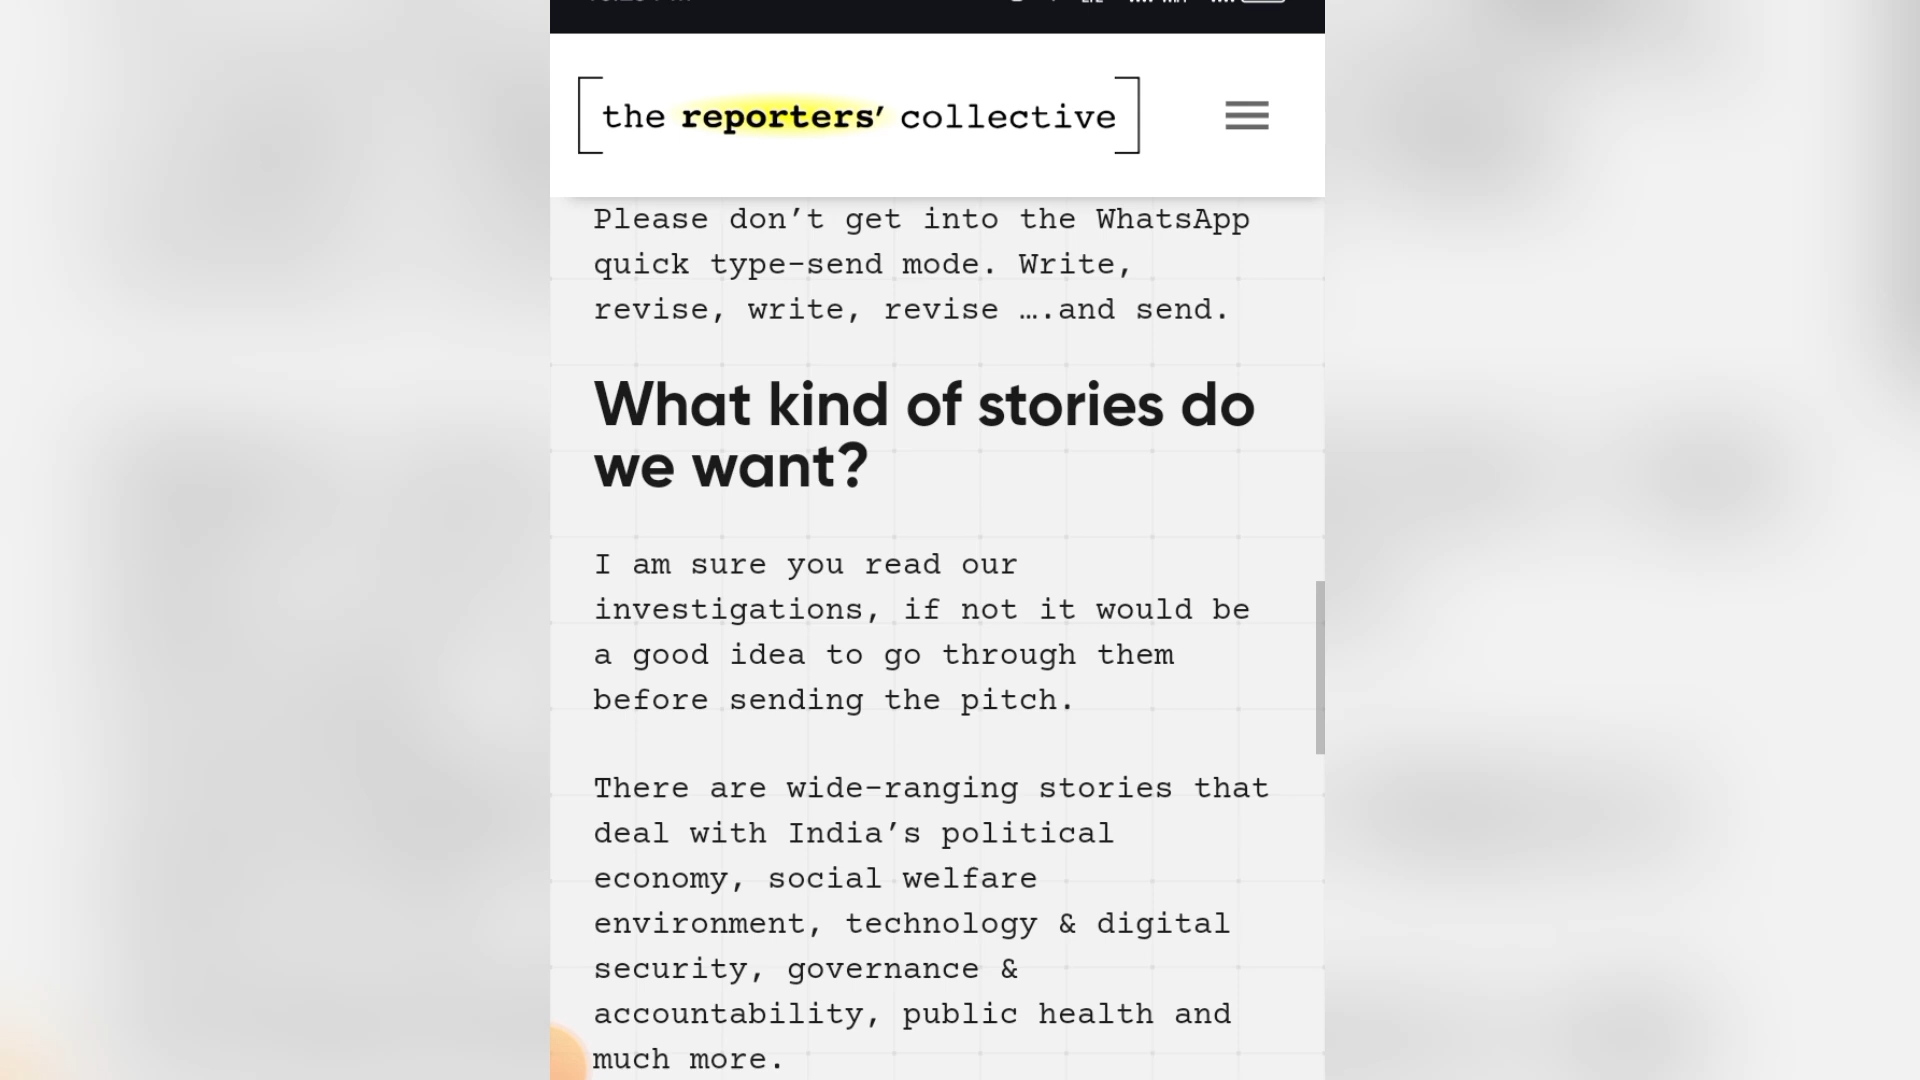 the reporters’ collective
Please don’t get into the WhatsApp
quick type-send mode. Write,
revise, write, revise ….and send.
What kind of stories do
we want?
I am sure you read our
investigations, if not it would be
a good idea to go through them
before sending the pitch.
There are wide-ranging stories that
deal with India’s political
economy, social welfare
environment, technology & digital
security, governance &
accountability, public health and
much more.